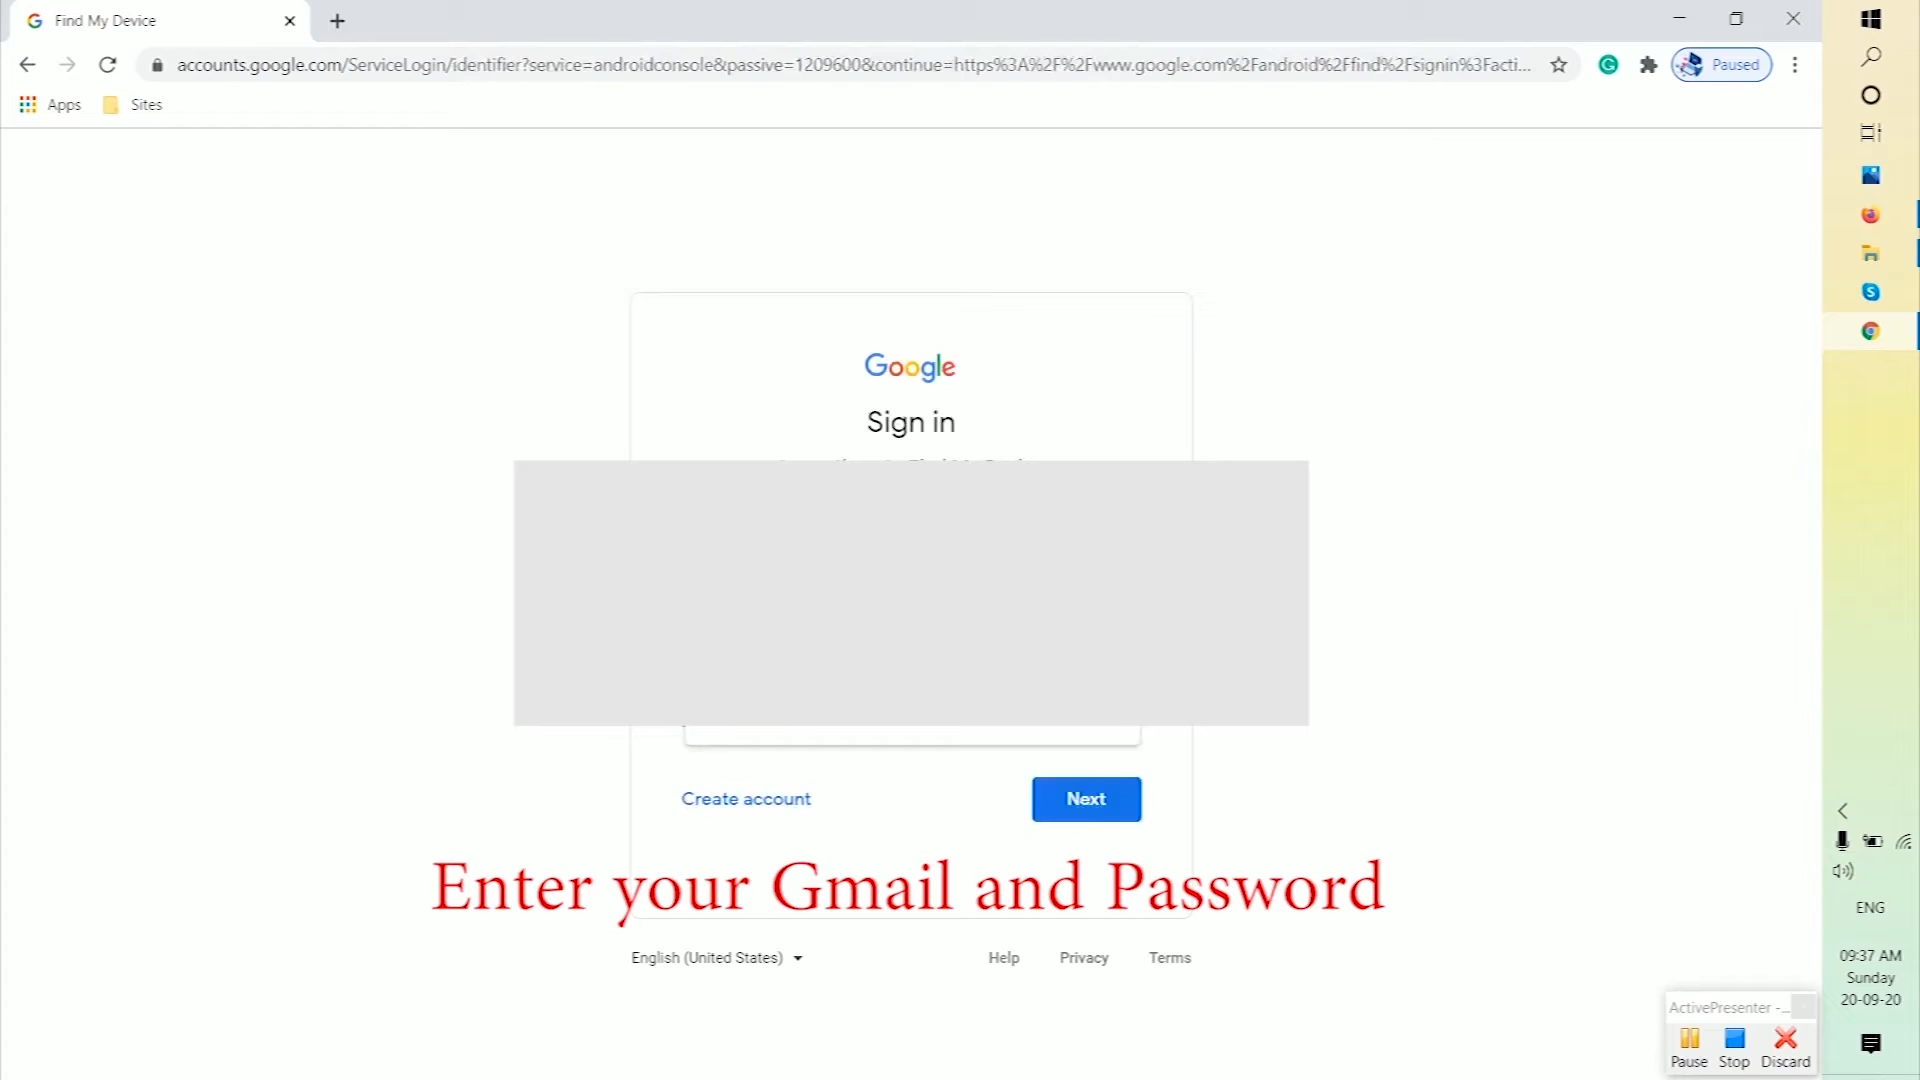 Find My Device
accounts.google.com/ServiceLogin/identifier?service=androidconsole&passive=1209600&continue=https%3A%2F%2Fwww.google.com%2Fandroid%2Ffind%2Fsignin%3Facti...
Paused
Apps
Sites
Google
Sign in
Create account
Next
Enter your Gmail and Password
English (United States)
Help
Privacy
Terms
ENG
09:37 AM
Sunday
20-09-20
ActivePresenter -...
Pause
Stop
Discard